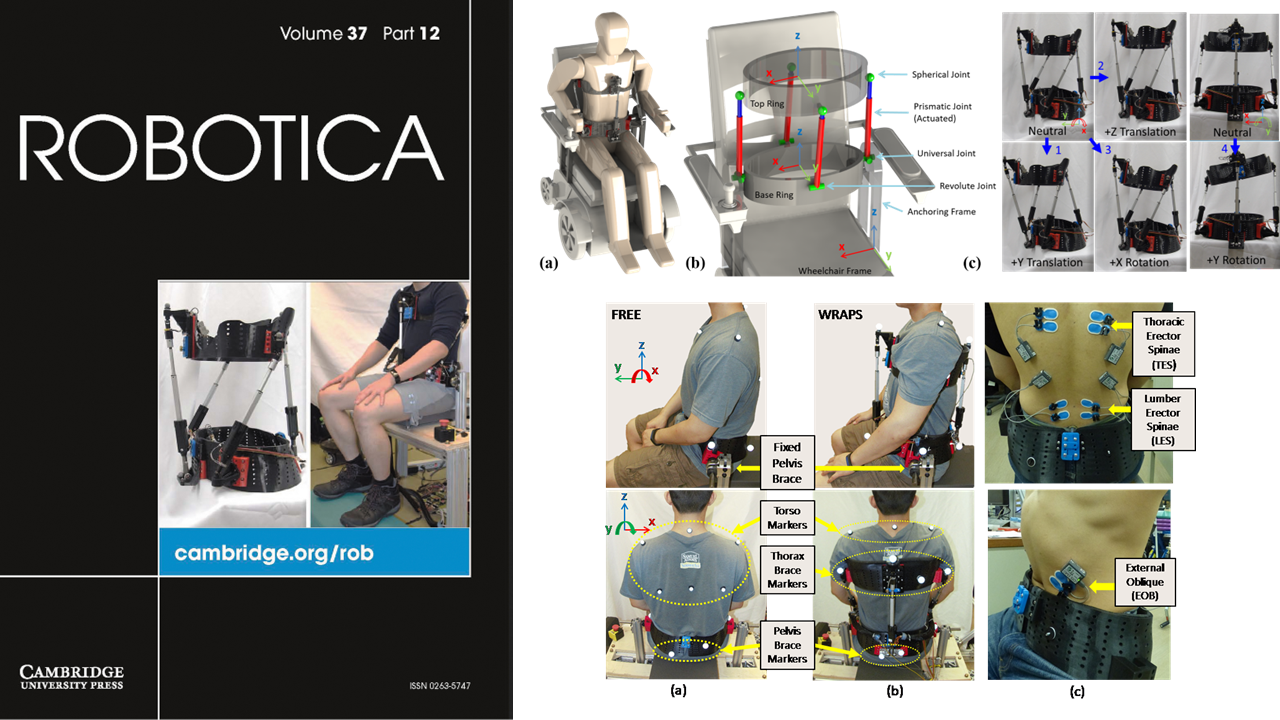 Volume 37 Part 12
ROBOTICA
cambridge.org/rob
CAMBRIDGE
UNIVERSITY PRESS
ISSN 0263-5747
(a)
(b)
z
x
y
Top Ring
z
x
y
Base Ring
Spherical Joint
Prismatic Joint
(Actuated)
Universal Joint
Revolute Joint
Anchoring Frame
z
x
y
Wheelchair Frame
(c)
Neutral
y
x
2
+Z Translation
Neutral
x
y
1
3
4
+Y Translation
+X Rotation
+Y Rotation
FREE
z
y
x
WRAPS
Fixed
Pelvis
Brace
z
y
x
Torso
Markers
Thorax
Brace
Markers
Pelvis
Brace
Markers
Thoracic
Erector
Spinae
(TES)
Lumber
Erector
Spinae
(LES)
External
Oblique
(EOB)
(a)
(b)
(c)